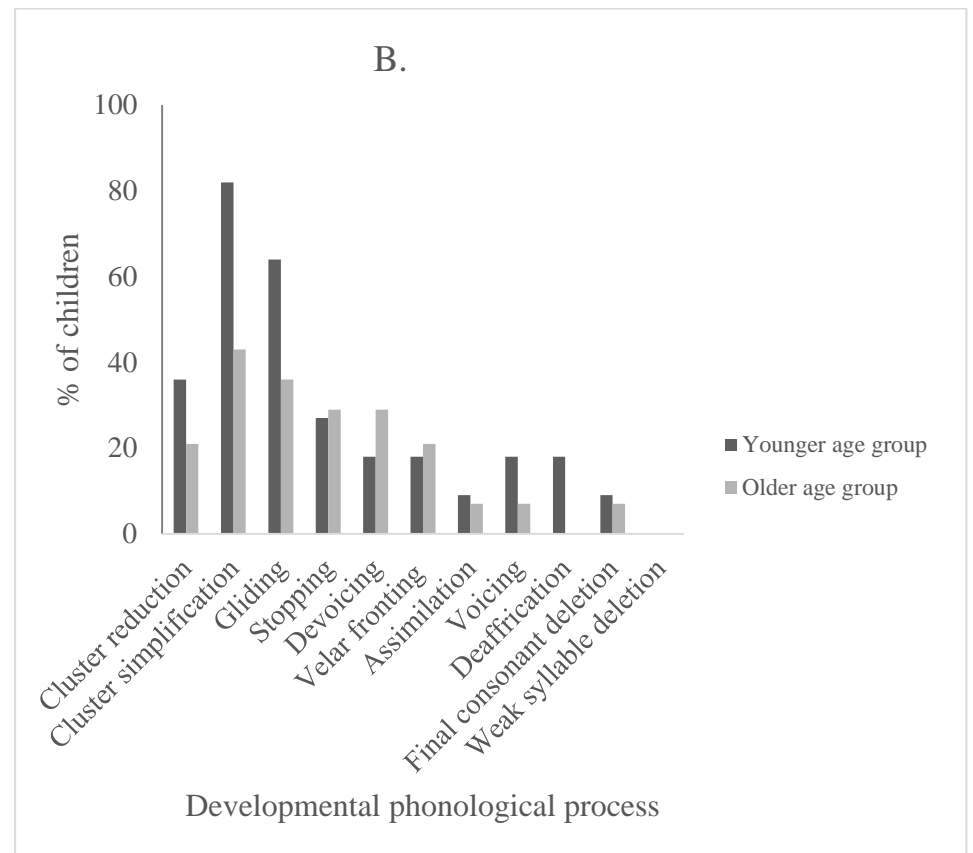 B.
100
80
60
40
20
0
% of children
Cluster reduction
Cluster simplification
Gliding
Stopping
Devoicing
Velar fronting
Assimilation
Voicing
Deaffrication
Final consonant deletion
Weak syllable deletion
Developmental phonological process
Younger age group
Older age group